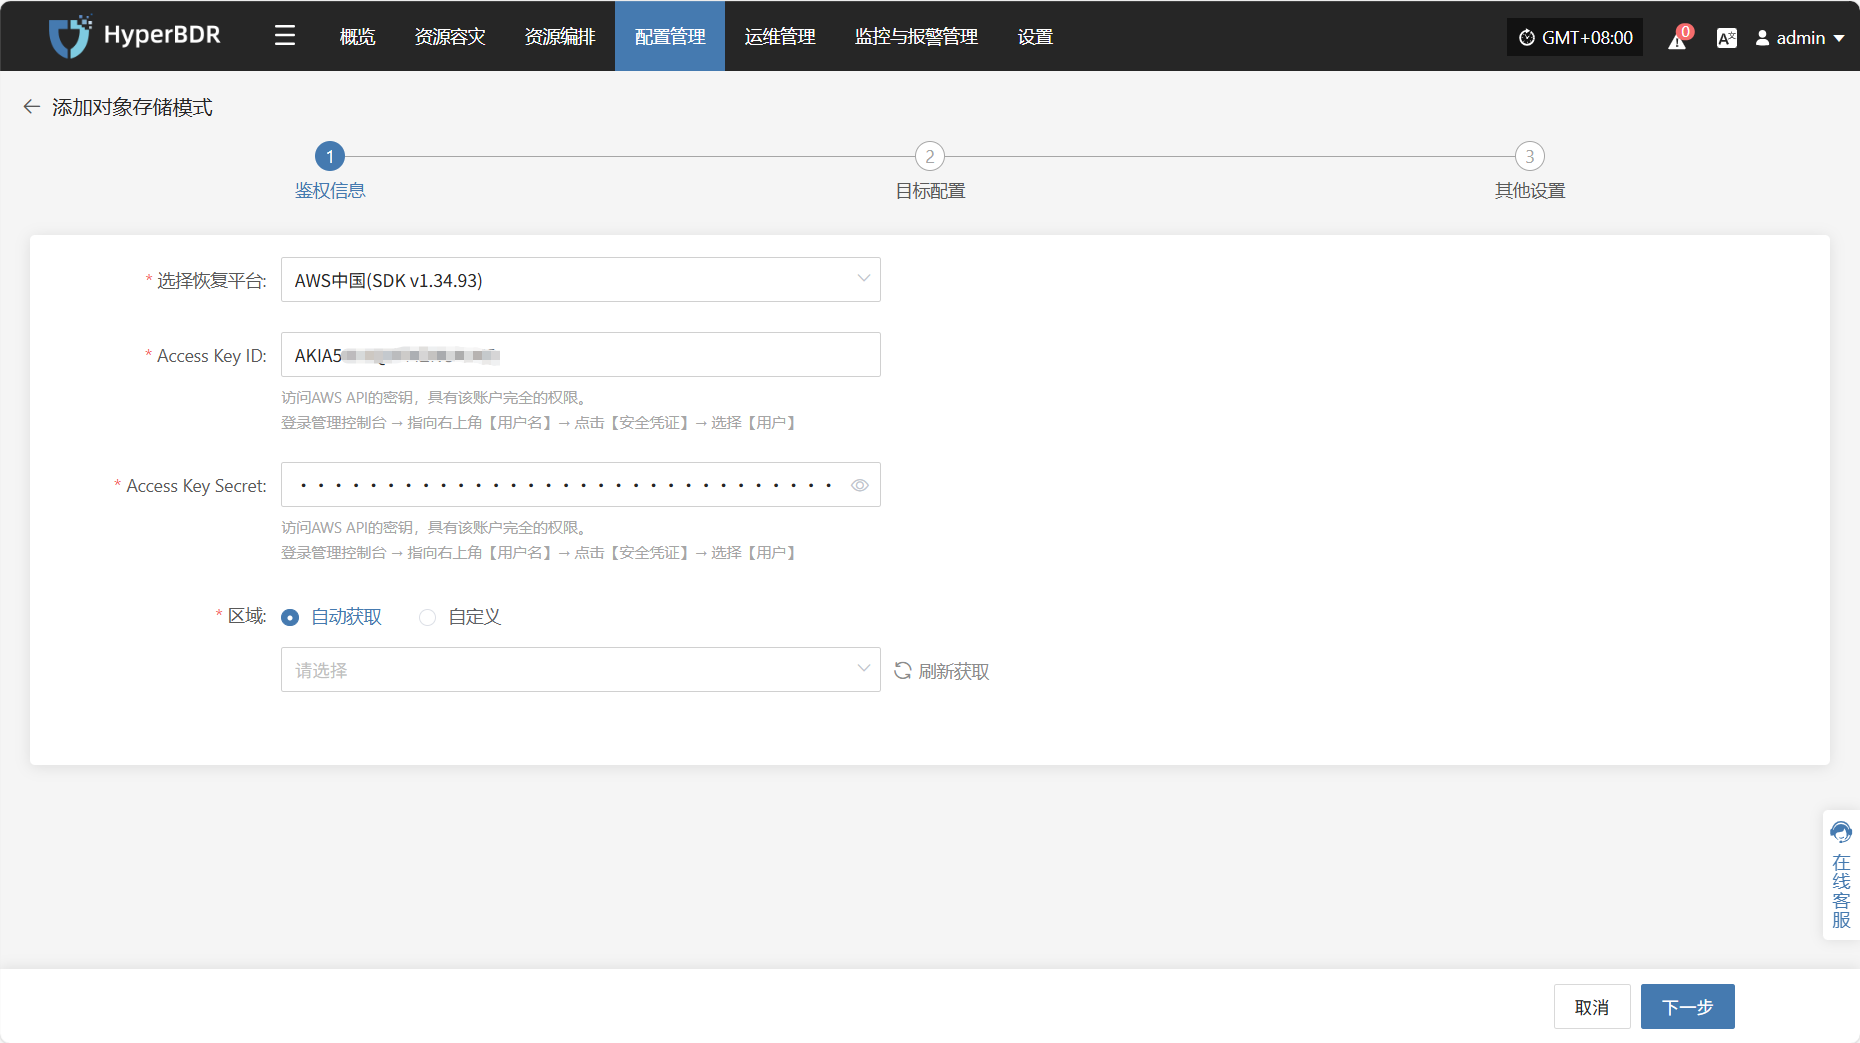 HyperBDR
概览
资源容灾
资源编排
配置管理
运维管理
监控与报警管理
设置
GMT+08:00
0
admin
添加对象存储模式
1
2
3
鉴权信息
目标配置
其他设置
* 选择恢复平台:
AWS中国(SDK v1.34.93)
* Access Key ID:
AKIA5
访问AWS API的密钥，具有该账户完全的权限。
登录管理控制台 → 指向右上角【用户名】→ 点击【安全凭证】→ 选择【用户】
* Access Key Secret:
访问AWS API的密钥，具有该账户完全的权限。
登录管理控制台 → 指向右上角【用户名】→ 点击【安全凭证】→ 选择【用户】
* 区域:
自动获取
自定义
请选择
刷新获取
在线客服
取消
下一步